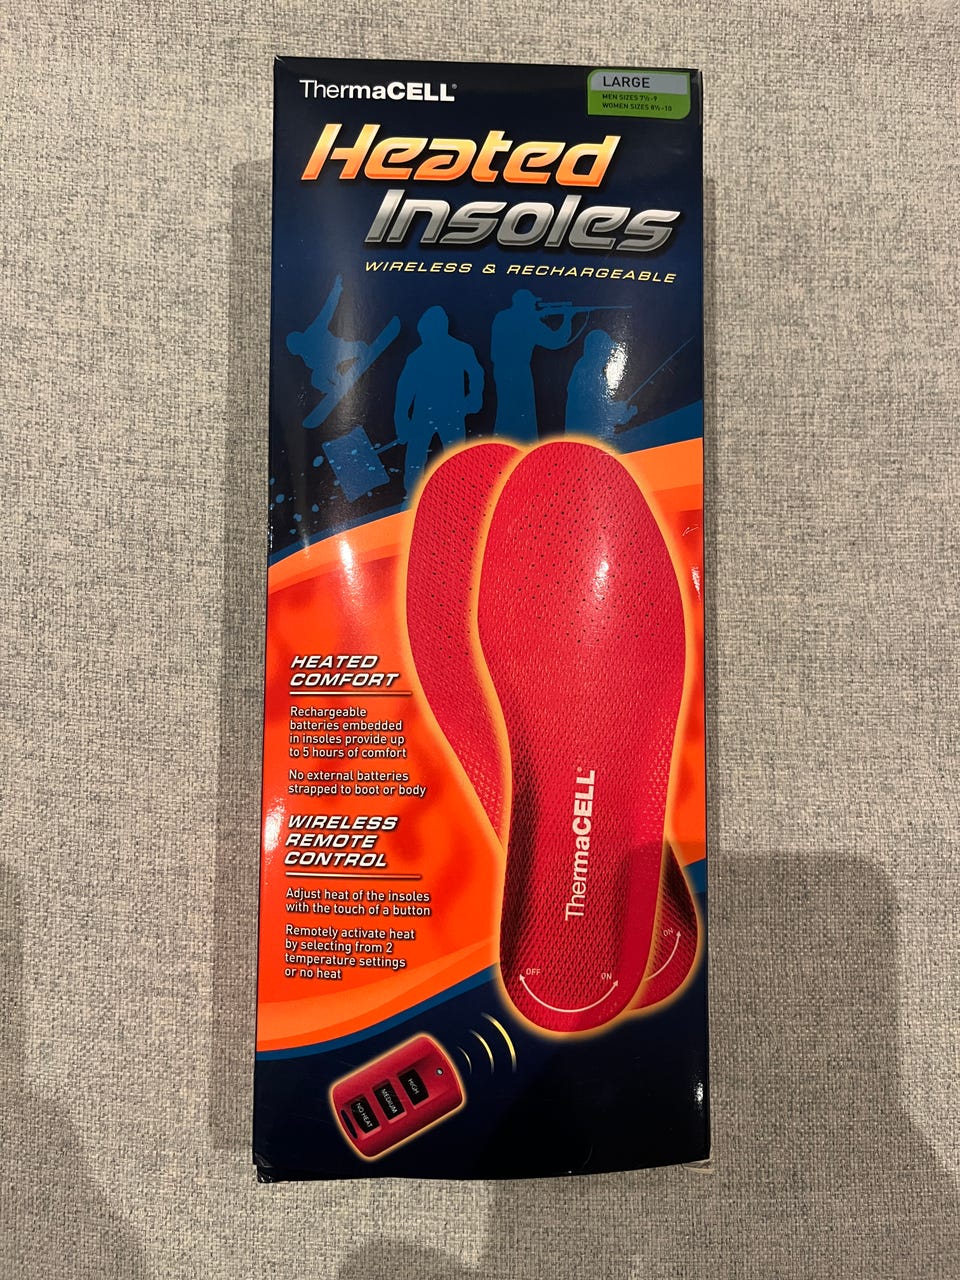 ThermaCELL®
LARGE
MEN SIZES 7½-9
WOMEN SIZES 8½-10
Heated
Insoles
WIRELESS & RECHARGEABLE
HEATED
COMFORT
Rechargeable
batteries embedded
in insoles provide up
to 5 hours of comfort
No external batteries
strapped to boot or body
WIRELESS
REMOTE
CONTROL
Adjust heat of the insoles
with the touch of a button
Remotely activate heat
by selecting from 2
temperature settings
or no heat
ThermaCELL®
OFF
ON
ON
NO HEAT
MEDIUM
HIGH